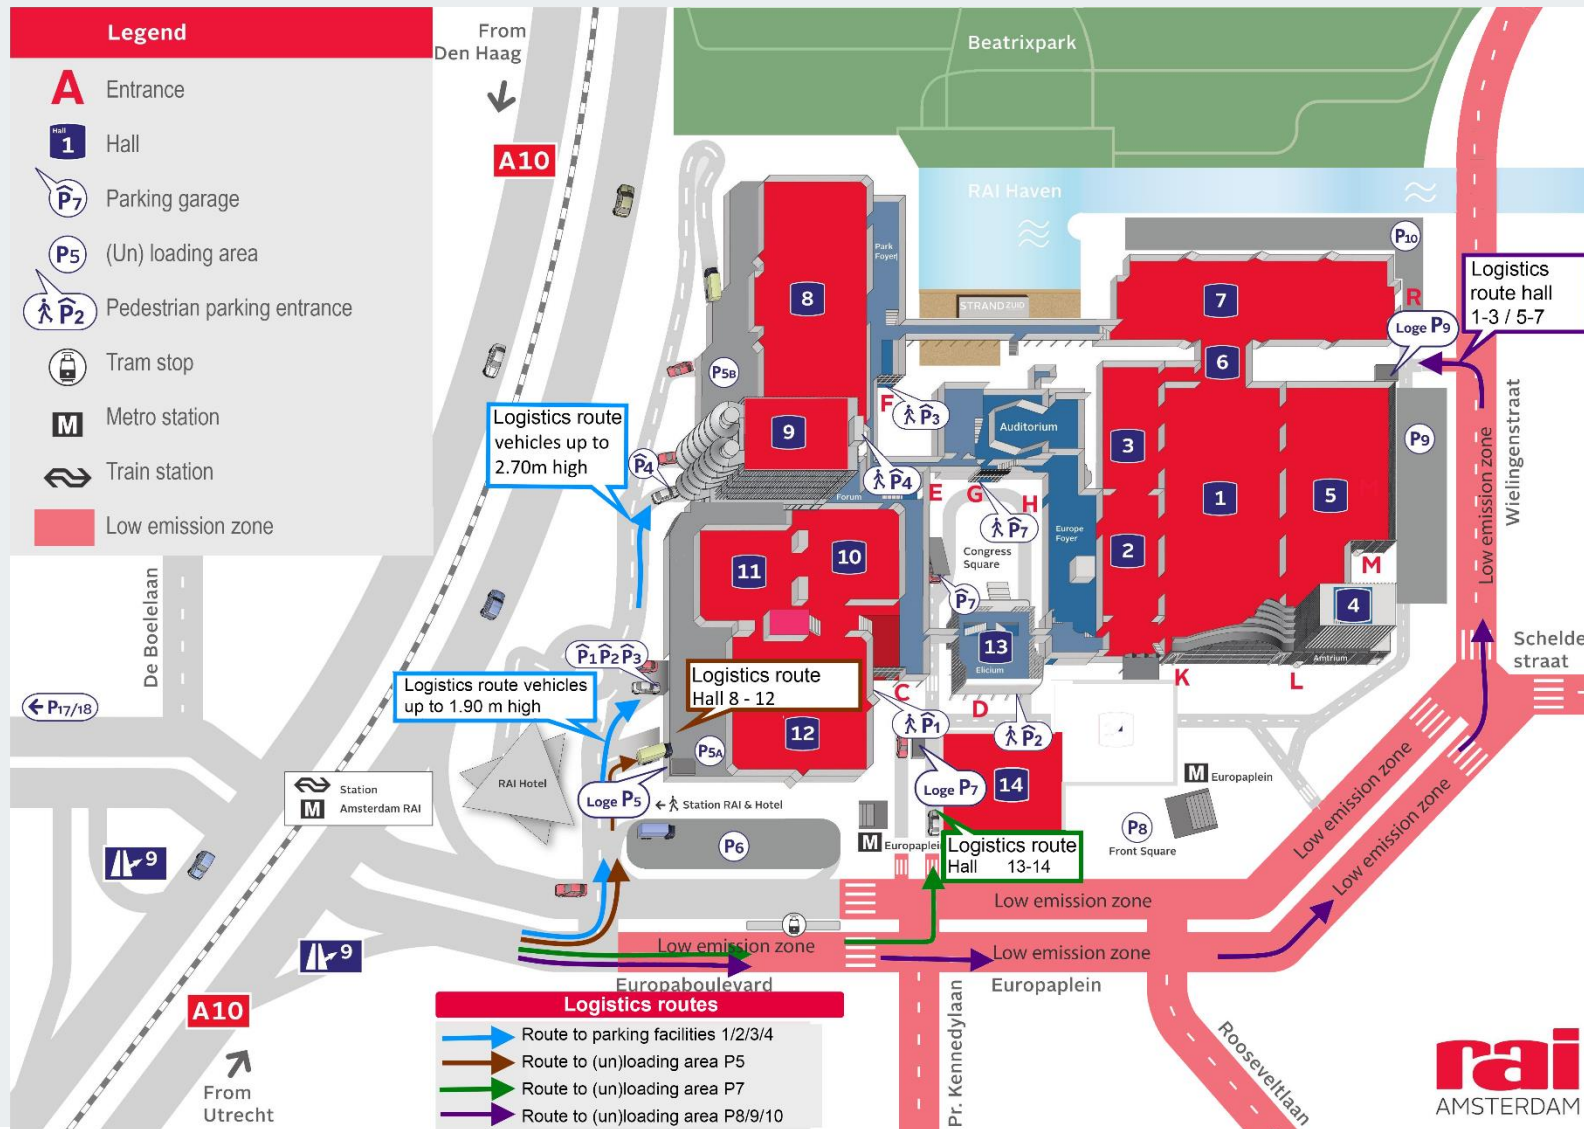 Legend
A Entrance
Hall
1
Hall
P7 Parking garage
P5 (Un) loading area
P2 Pedestrian parking entrance
Tram stop
M Metro station
Train station
Low emission zone
From
Den Haag
A10
Beatrixpark
RAI Haven
STRANDZUID
Park
Foyer
8
7
P10
R
Logistics
route hall
1-3 / 5-7
Loge P9
6
P5B
F
P3
Logistics route
vehicles up to
2.70m high
9
Auditorium
3
P9
P4
P4
Forum
E
G
H
P7
1
5
Low emission zone
Wielingenstraat
Europe
Foyer
Congress
Square
2
M
11
10
P7
4
De Boelelaan
13
Elicium
Amtrium
Schelde
straat
P1 P2 P3
Logistics route
Hall 8 - 12
Logistics route vehicles
up to 1.90 m high
C
D
K
L
P17/18
P1
P2
12
P5A
RAI Hotel
Loge P5
Loge P7
14
M Europaplein
Station
M Amsterdam RAI
Station RAI & Hotel
P8
Front Square
Low emission zone
Low emission zone
9
P6
M Europaplein
Logistics route
Hall 13-14
Low emission zone
9
Low emission zone
Low emission zone
Europaboulevard
Europaplein
A10
From
Utrecht
Logistics routes
Route to parking facilities 1/2/3/4
Route to (un)loading area P5
Route to (un)loading area P7
Route to (un)loading area P8/9/10
Pr. Kennedylaan
Rooseveltlaan
rai
AMSTERDAM